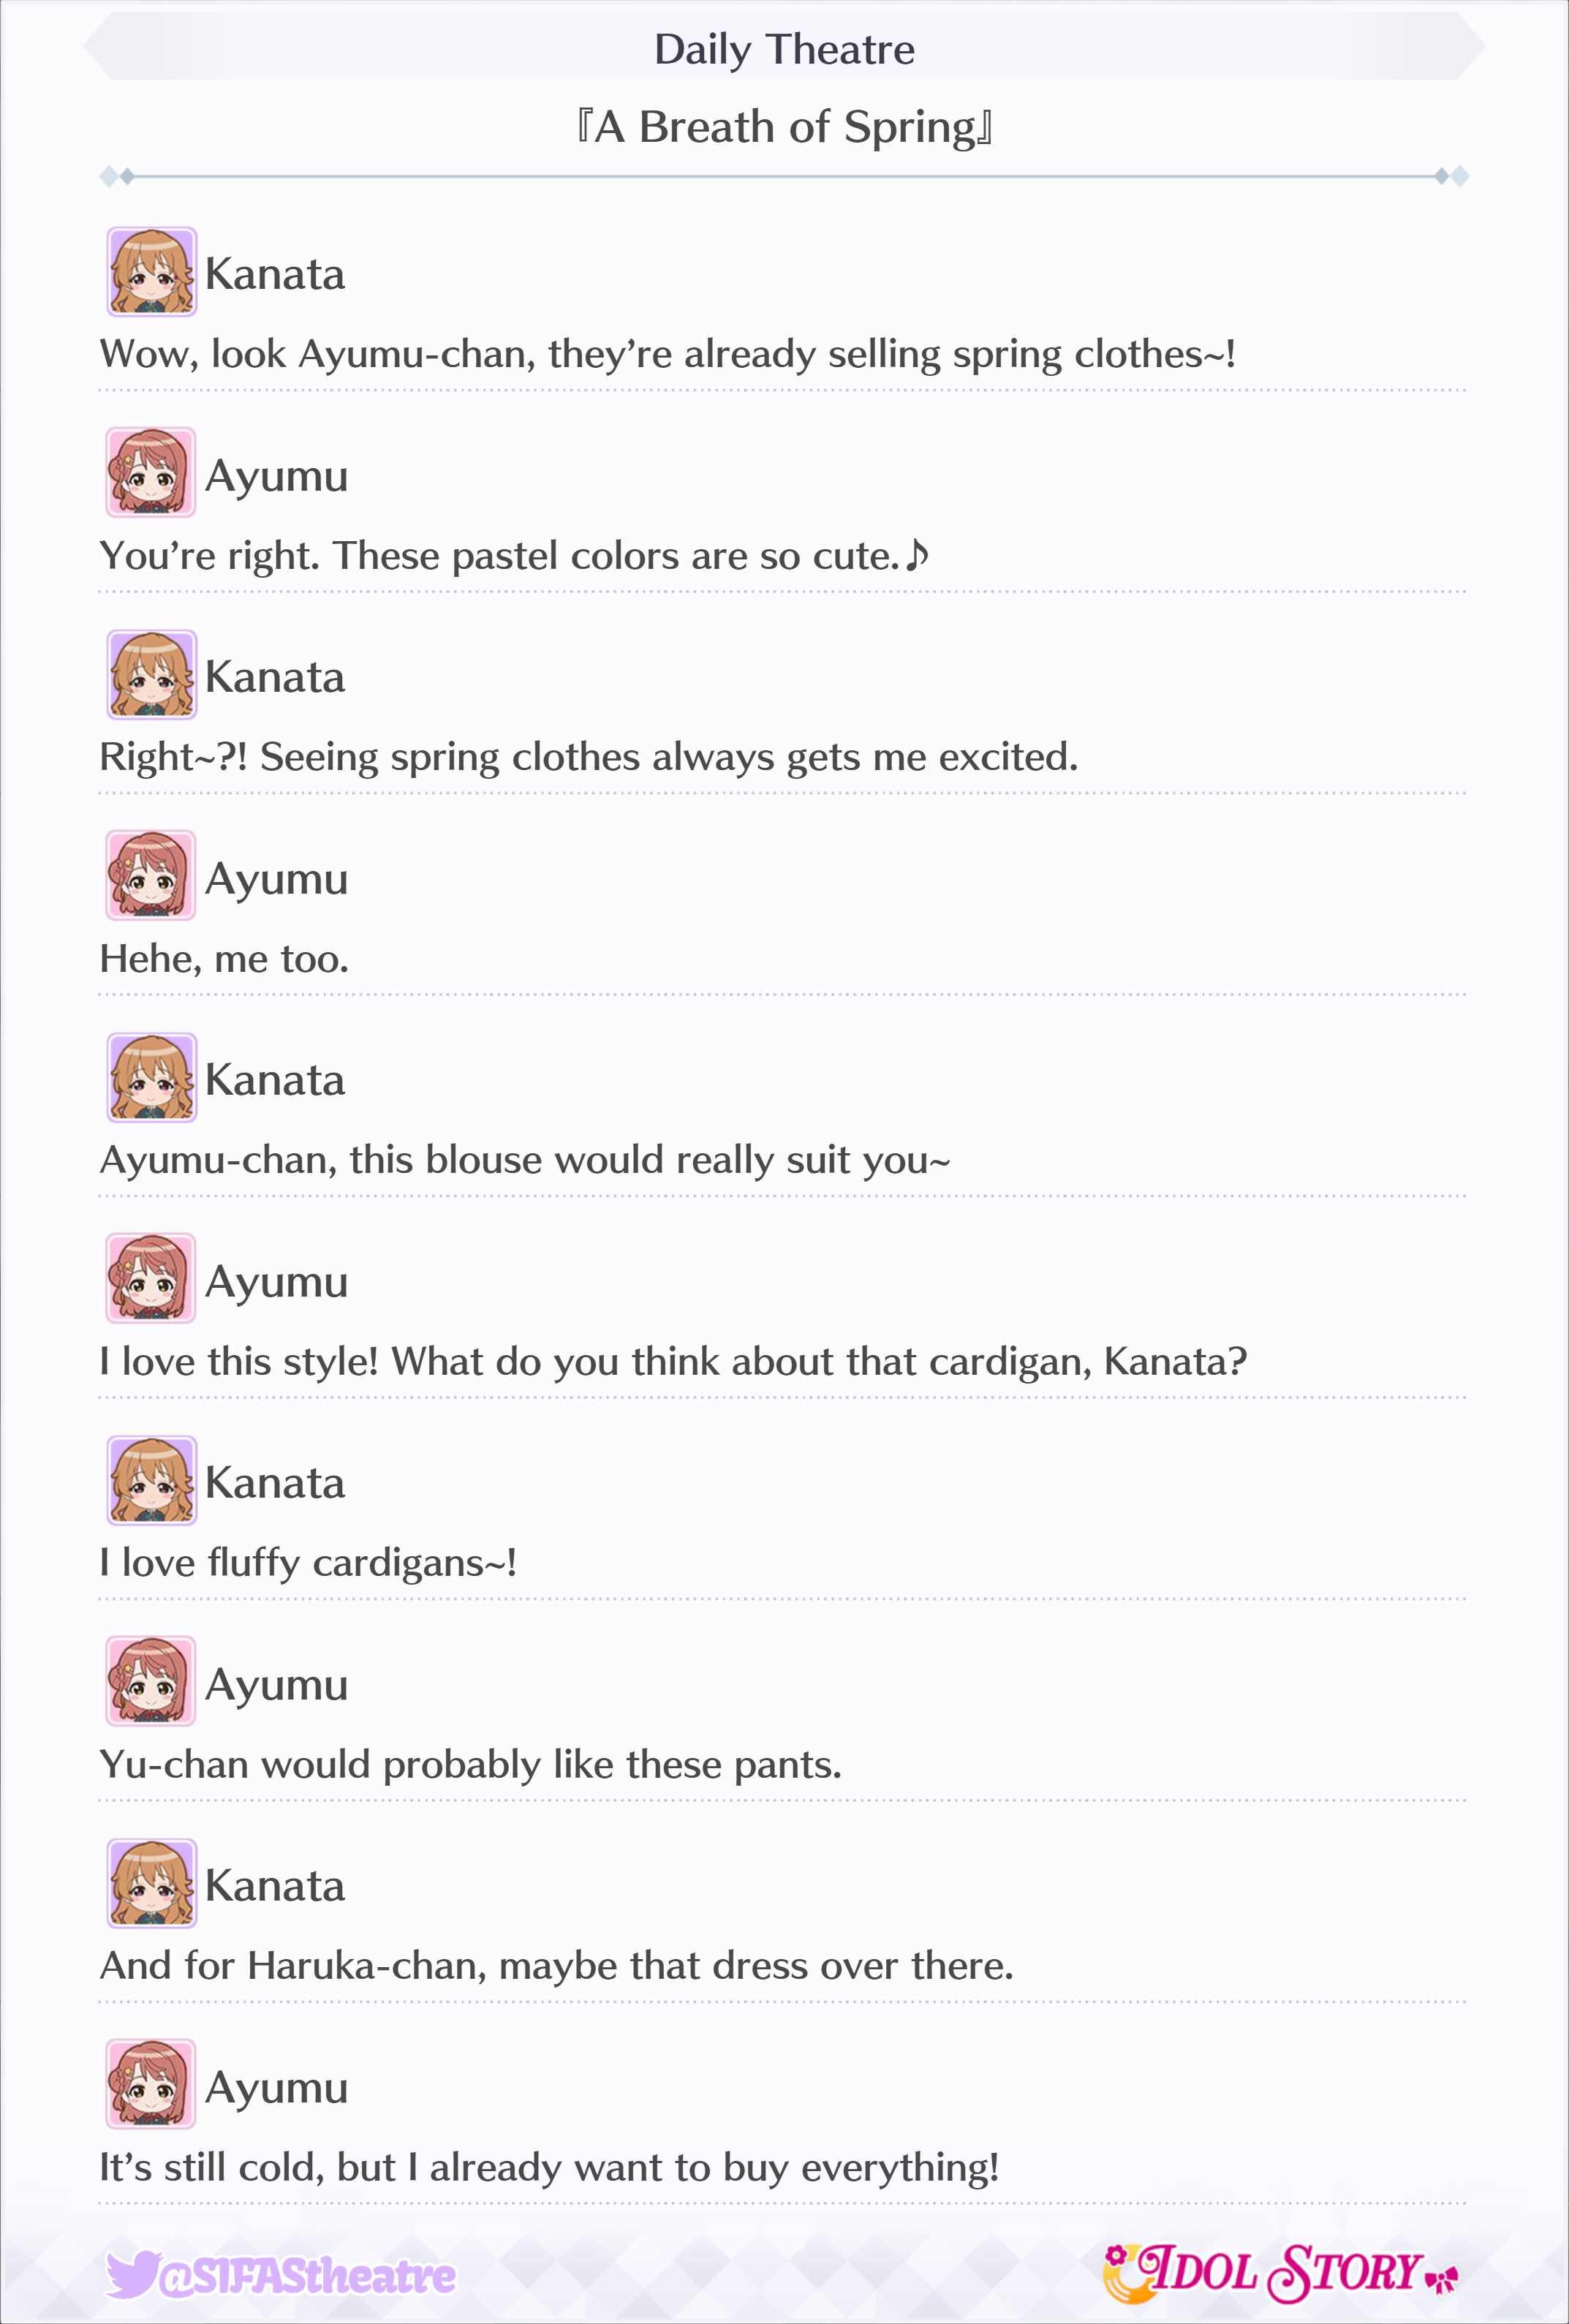 Daily Theatre
『A Breath of Spring』
Kanata
Wow, look Ayumu-chan, they’re already selling spring clothes~!
Ayumu
You’re right. These pastel colors are so cute.♪
Kanata
Right~?! Seeing spring clothes always gets me excited.
Ayumu
Hehe, me too.
Kanata
Ayumu-chan, this blouse would really suit you~
Ayumu
I love this style! What do you think about that cardigan, Kanata?
Kanata
I love fluffy cardigans~!
Ayumu
Yu-chan would probably like these pants.
Kanata
And for Haruka-chan, maybe that dress over there.
Ayumu
It’s still cold, but I already want to buy everything!
@SIFAStheatre
IDOL STORY